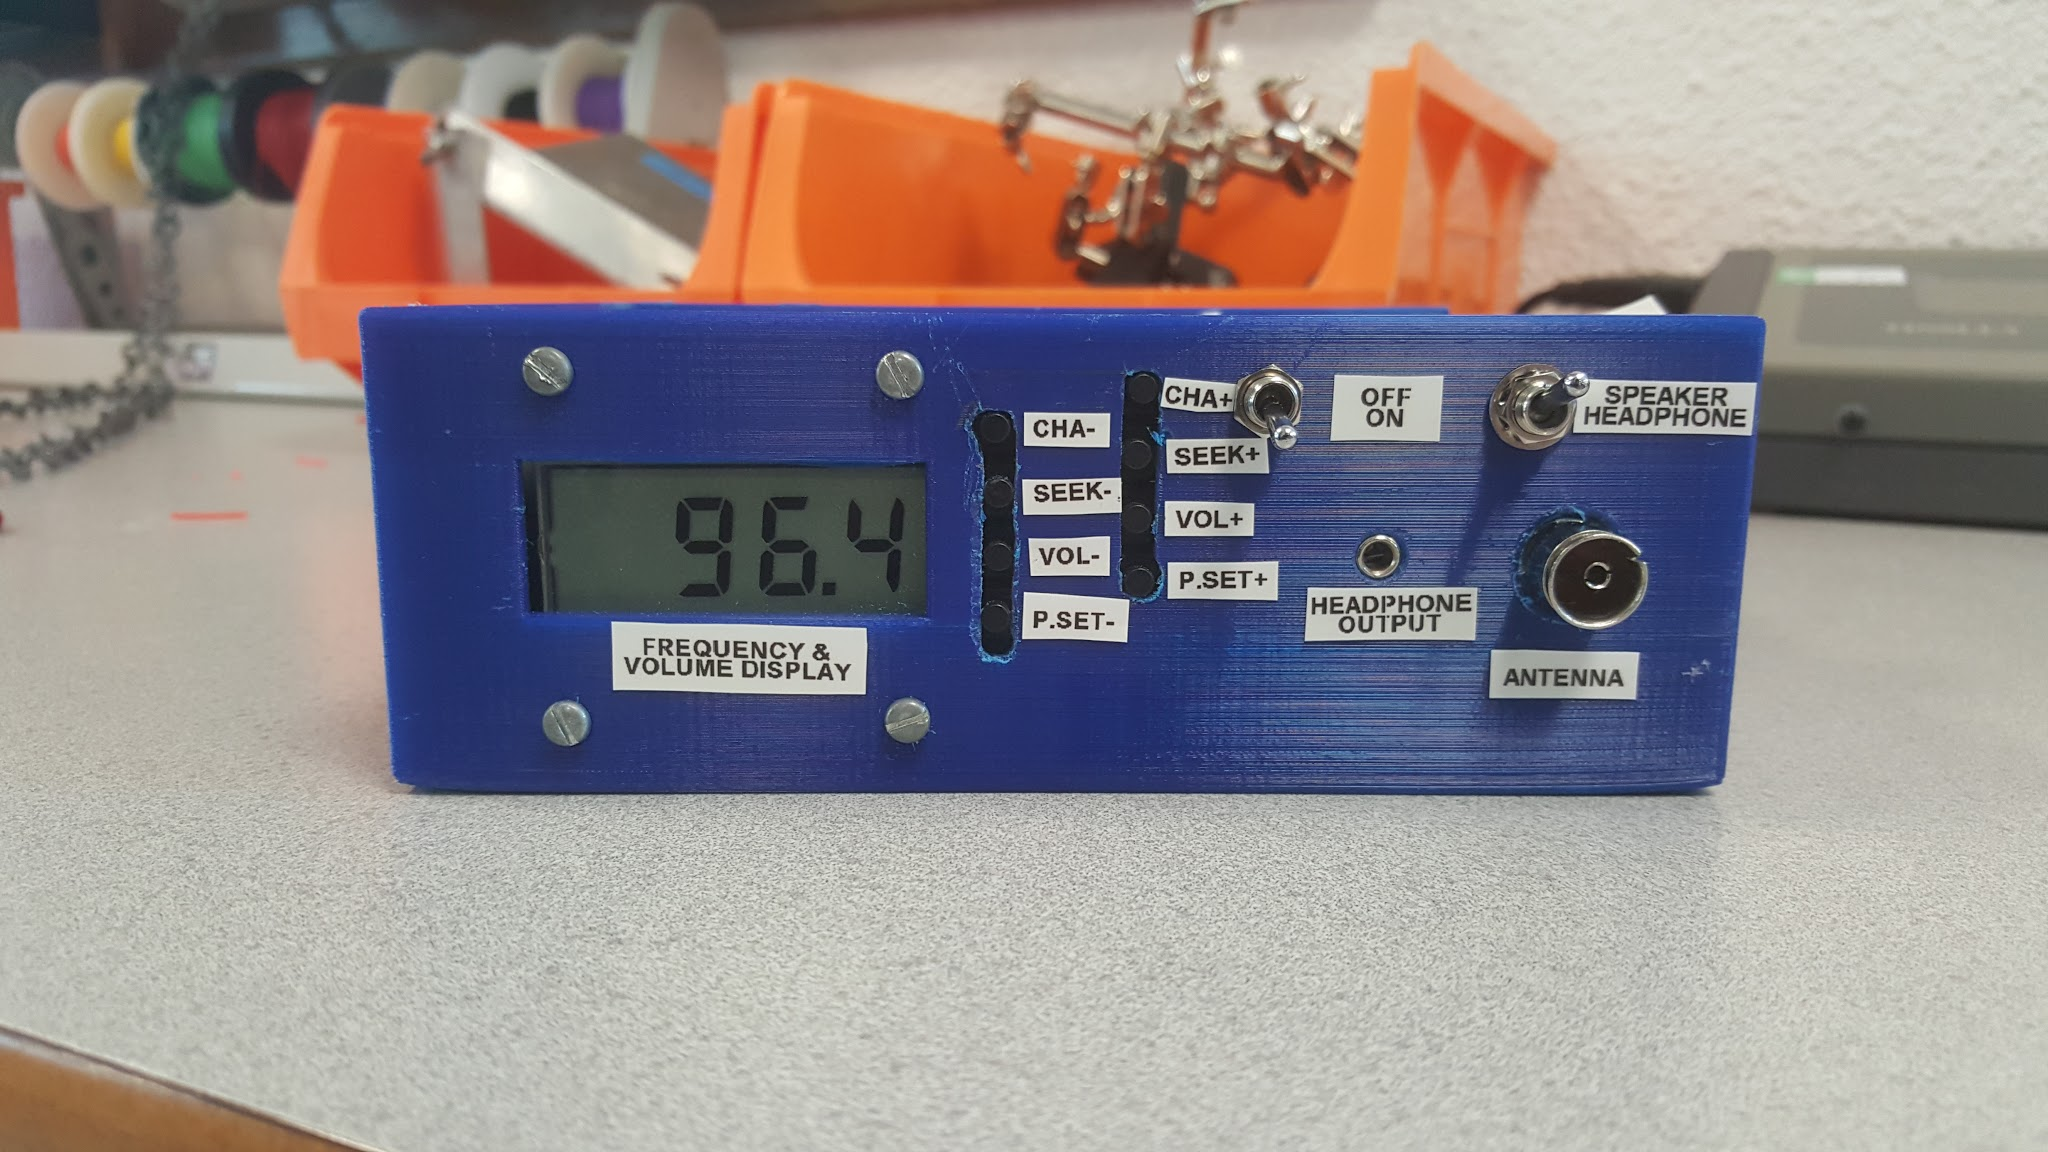 96.4
FREQUENCY &
VOLUME DISPLAY
CHA-
SEEK-
VOL-
P.SET-
CHA+
SEEK+
VOL+
P.SET+
OFF
ON
SPEAKER
HEADPHONE
HEADPHONE
OUTPUT
ANTENNA